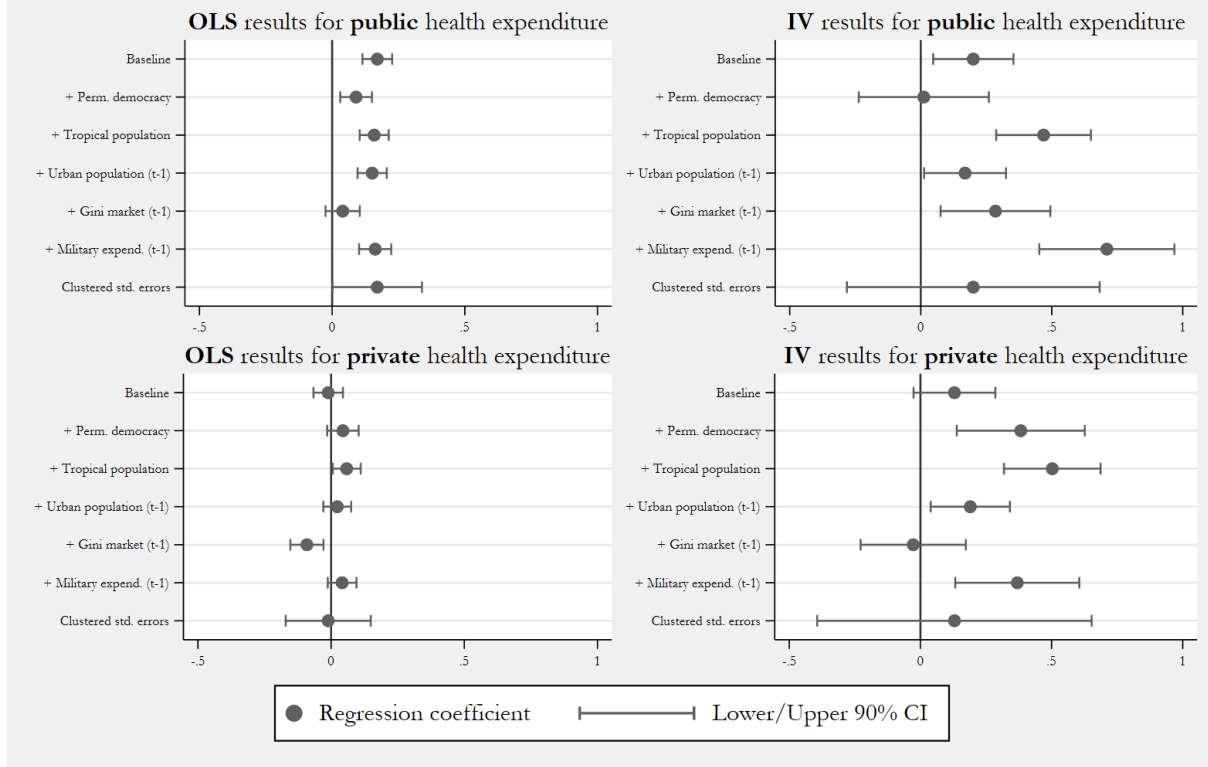 OLS results for public health expenditure
Baseline
+ Perm. democracy
+ Tropical population
+ Urban population (t-1)
+ Gini market (t-1)
+ Military expend. (t-1)
Clustered std. errors
-.5 0 .5 1
IV results for public health expenditure
Baseline
+ Perm. democracy
+ Tropical population
+ Urban population (t-1)
+ Gini market (t-1)
+ Military expend. (t-1)
Clustered std. errors
-.5 0 .5 1
OLS results for private health expenditure
Baseline
+ Perm. democracy
+ Tropical population
+ Urban population (t-1)
+ Gini market (t-1)
+ Military expend. (t-1)
Clustered std. errors
-.5 0 .5 1
IV results for private health expenditure
Baseline
+ Perm. democracy
+ Tropical population
+ Urban population (t-1)
+ Gini market (t-1)
+ Military expend. (t-1)
Clustered std. errors
-.5 0 .5 1
Regression coefficient Lower/Upper 90% CI